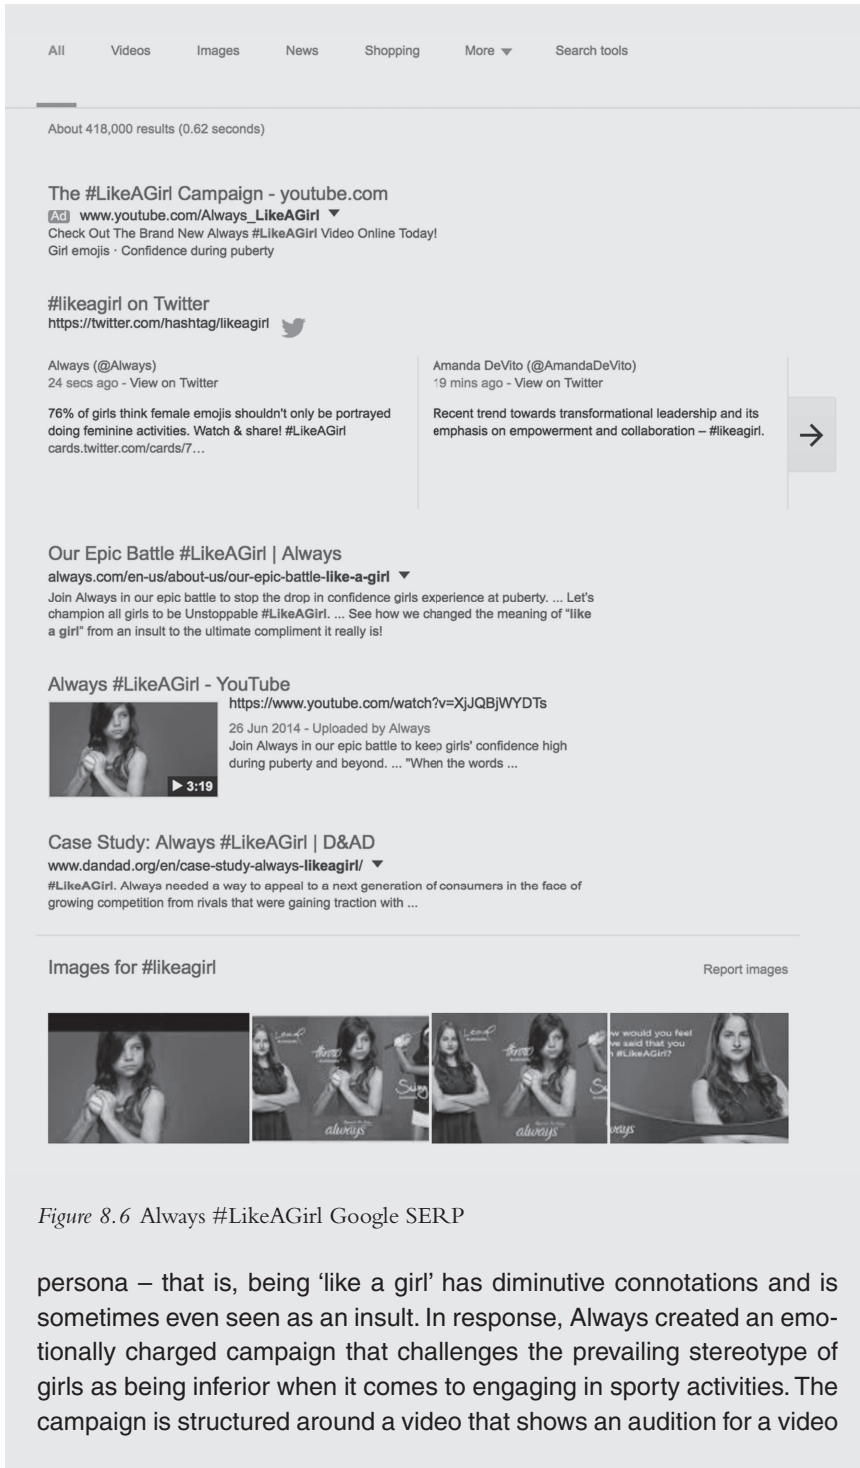 All Videos Images News Shopping More Search tools
About 418,000 results (0.62 seconds)
The #LikeAGirl Campaign - youtube.com
Ad www.youtube.com/Always_LikeAGirl
Check Out The Brand New Always #LikeAGirl Video Online Today!
Girl emojis · Confidence during puberty
#likeagirl on Twitter
https://twitter.com/hashtag/likeagirl
Always (@Always)
24 secs ago - View on Twitter
76% of girls think female emojis shouldn't only be portrayed
doing feminine activities. Watch & share! #LikeAGirl
cards.twitter.com/cards/7...
Amanda DeVito (@AmandaDeVito)
19 mins ago - View on Twitter
Recent trend towards transformational leadership and its
emphasis on empowerment and collaboration – #likeagirl.
Our Epic Battle #LikeAGirl | Always
always.com/en-us/about-us/our-epic-battle-like-a-girl
Join Always in our epic battle to stop the drop in confidence girls experience at puberty. ... Let's
champion all girls to be Unstoppable #LikeAGirl. ... See how we changed the meaning of "like
a girl" from an insult to the ultimate compliment it really is!
Always #LikeAGirl - YouTube
https://www.youtube.com/watch?v=XjJQBjWYDTs
26 Jun 2014 - Uploaded by Always
Join Always in our epic battle to keep girls' confidence high
during puberty and beyond. ... "When the words ...
3:19
Case Study: Always #LikeAGirl | D&AD
www.dandad.org/en/case-study-always-likeagirl/
#LikeAGirl. Always needed a way to appeal to a next generation of consumers in the face of
growing competition from rivals that were gaining traction with ...
Images for #likeagirl Report images
Lead
throw
always
Lead
throw
always
would you feel
we said that you
#LikeAGirl?
Figure 8.6 Always #LikeAGirl Google SERP
persona – that is, being ‘like a girl’ has diminutive connotations and is
sometimes even seen as an insult. In response, Always created an emo-
tionally charged campaign that challenges the prevailing stereotype of
girls as being inferior when it comes to engaging in sporty activities. The
campaign is structured around a video that shows an audition for a video